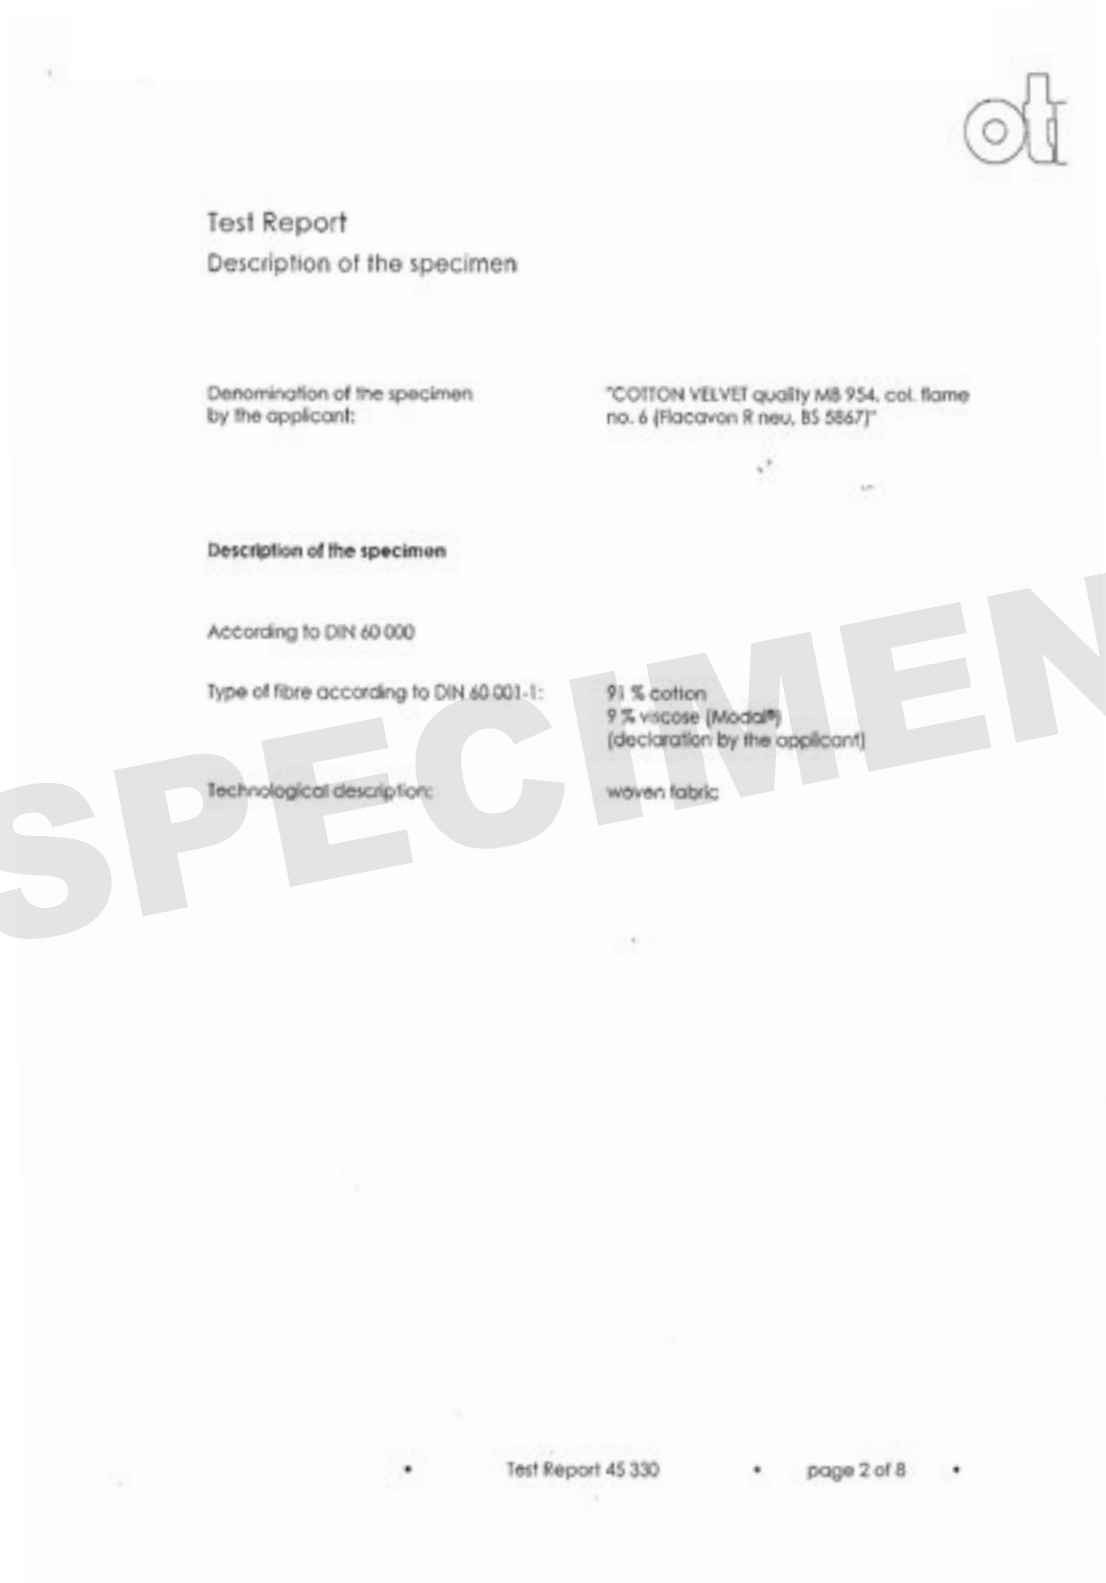 ot
Test Report
Description of the specimen
Denomination of the specimen
by the applicant:
"COTTON VELVET quality MB 954, col. flame
no. 6 (Flacavon R neu, BS 5867)"
Description of the specimen
According to DIN 60 000
Type of fibre according to DIN 60 001-1:
91 % cotton
9 % viscose (Modal®)
(declaration by the applicant)
Technological description:
woven fabric
SPECIMEN
• Test Report 45 330 • page 2 of 8 •